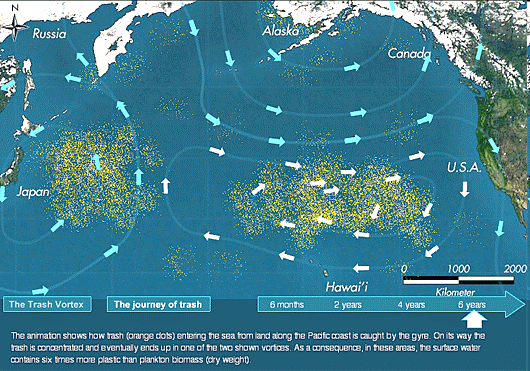 N
Russia
Alaska
Canada
U.S.A.
Japan
Hawai'i
0 1000 2000
Kilometer
The Trash Vortex
The journey of trash
6 months 2 years 4 years 6 years
The animation shows how trash (orange dots) entering the sea from land along the Pacific coast is caught by the gyre. On its way the
trash is concentrated and eventually ends up in one of the two shown vortices. As a consequence, in these areas, the surface water
contains six times more plastic than plankton biomass (dry weight).